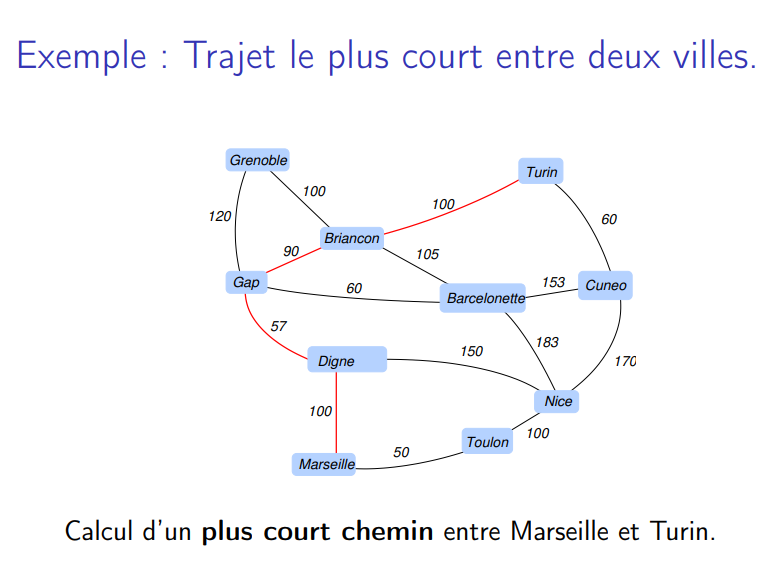 Exemple : Trajet le plus court entre deux villes.
Grenoble
Turin
100
100
120
60
Briancon
90
105
Gap
60
153
Cuneo
Barcelonette
57
183
150
170
Digne
Nice
100
100
Toulon
50
Marseille
Calcul d'un plus court chemin entre Marseille et Turin.